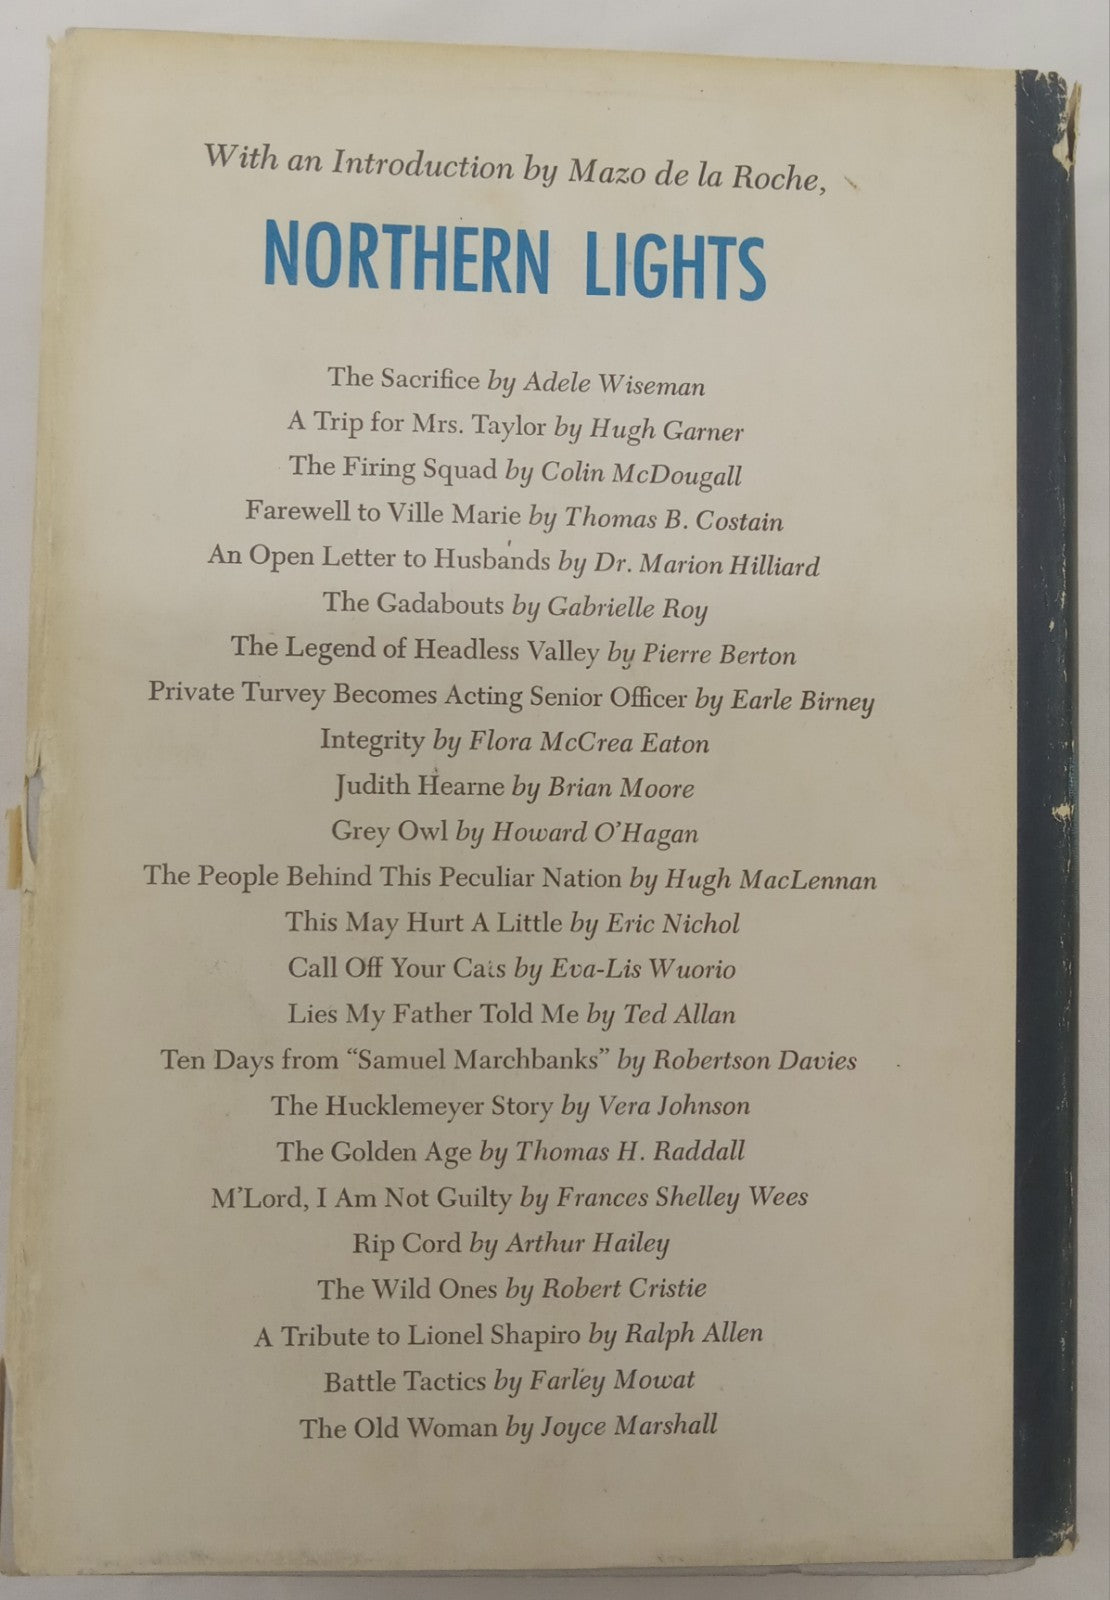 With an Introduction by Mazo de la Roche,
NORTHERN LIGHTS
The Sacrifice by Adele Wiseman
A Trip for Mrs. Taylor by Hugh Garner
The Firing Squad by Colin McDougall
Farewell to Ville Marie by Thomas B. Costain
An Open Letter to Husbands by Dr. Marion Hilliard
The Gadabouts by Gabrielle Roy
The Legend of Headless Valley by Pierre Berton
Private Turvey Becomes Acting Senior Officer by Earle Birney
Integrity by Flora McCrea Eaton
Judith Hearne by Brian Moore
Grey Owl by Howard O'Hagan
The People Behind This Peculiar Nation by Hugh MacLennan
This May Hurt A Little by Eric Nichol
Call Off Your Cats by Eva-Lis Wuorio
Lies My Father Told Me by Ted Allan
Ten Days from “Samuel Marchbanks” by Robertson Davies
The Hucklemeyer Story by Vera Johnson
The Golden Age by Thomas H. Raddall
M'Lord, I Am Not Guilty by Frances Shelley Wees
Rip Cord by Arthur Hailey
The Wild Ones by Robert Cristie
A Tribute to Lionel Shapiro by Ralph Allen
Battle Tactics by Farley Mowat
The Old Woman by Joyce Marshall